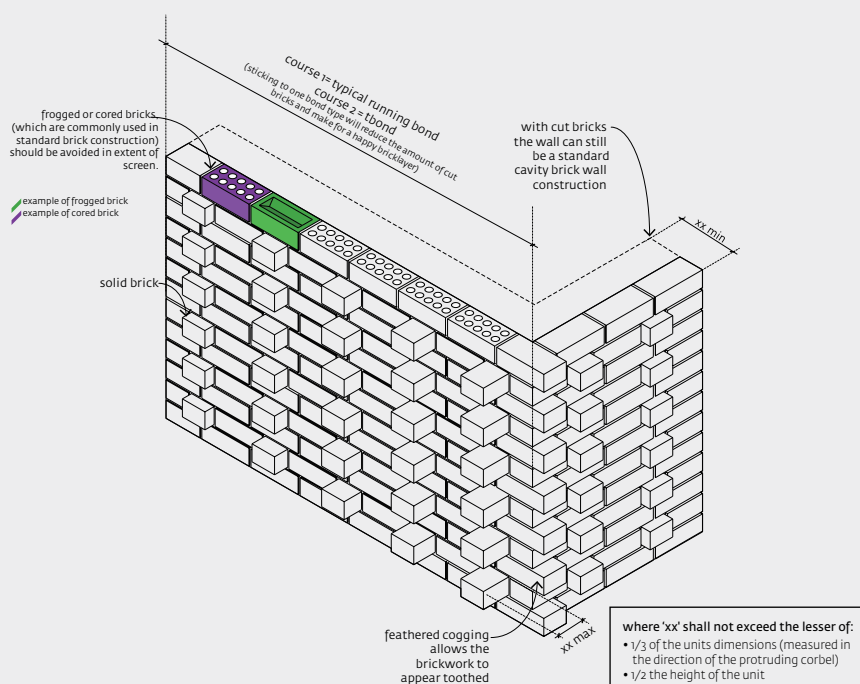 course 1= typical running bond
course 2 = tbond
(sticking to one bond type will reduce the amount of cut
bricks and make for a happy bricklayer)
frogged or cored bricks
(which are commonly used in
standard brick construction)
should be avoided in extent of
screen.
example of frogged brick
example of cored brick
solid brick
with cut bricks
the wall can still
be a standard
cavity brick wall
construction
xx min
feathered cogging
allows the
brickwork to
appear toothed
xx max
where 'xx' shall not exceed the lesser of:
• 1/3 of the units dimensions (measured in
the direction of the protruding corbel)
• 1/2 the height of the unit